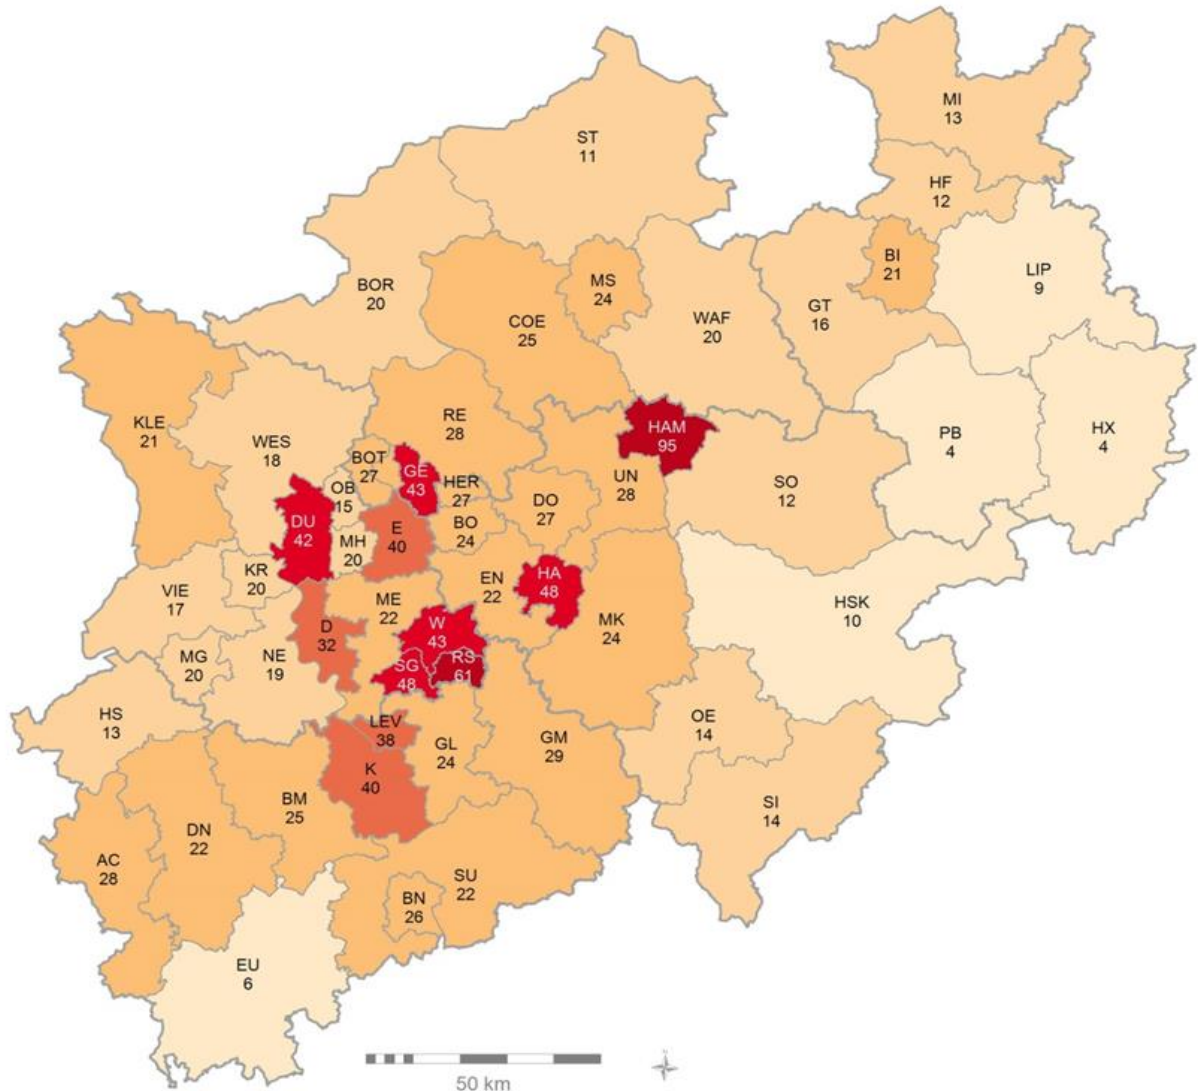 MI
13
ST
11
HF
12
BI
21
LIP
9
BOR
20
MS
24
GT
16
COE
25
WAF
20
KLE
21
RE
28
HAM
95
PB
4
HX
4
WES
18
BOT
27
GE
43
HER
27
UN
28
SO
12
OB
15
DO
27
DU
42
E
40
BO
24
MH
20
KR
20
VIE
17
EN
22
HA
48
ME
22
HSK
10
D
32
W
43
MK
24
MG
20
NE
19
SG
48
RS
61
HS
13
LEV
38
OE
14
GL
24
GM
29
K
40
BM
25
SI
14
DN
22
AC
28
SU
22
BN
26
EU
6
50 km